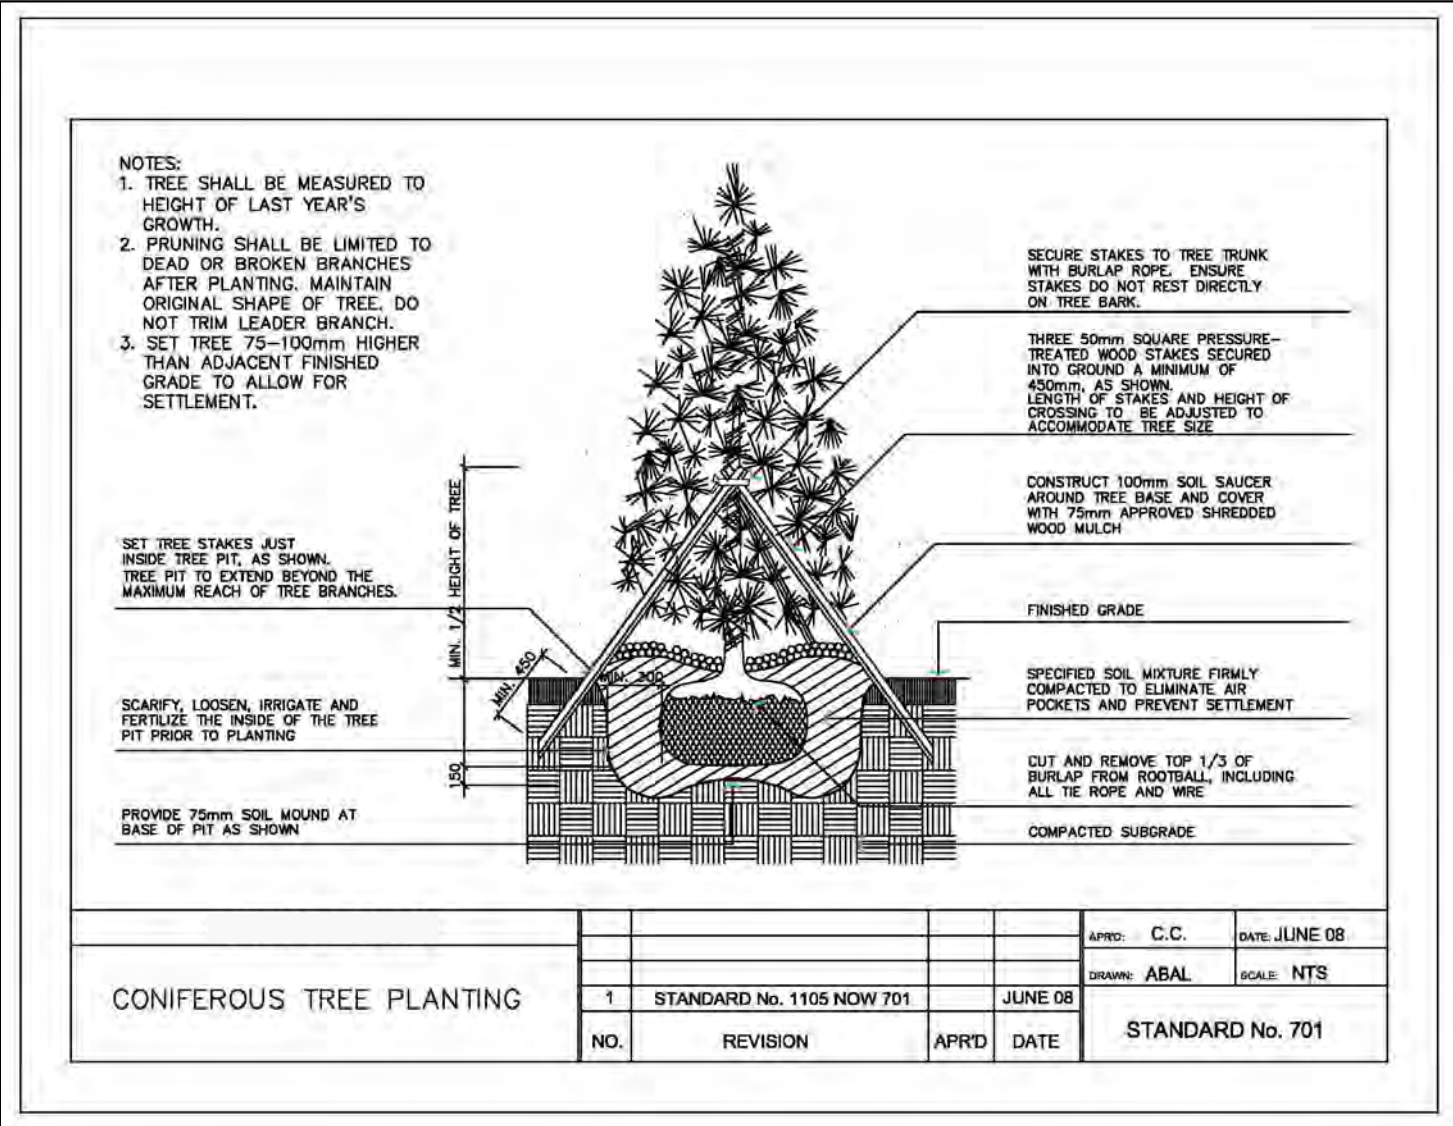 NOTES:
1. TREE SHALL BE MEASURED TO
HEIGHT OF LAST YEAR'S
GROWTH.
2. PRUNING SHALL BE LIMITED TO
DEAD OR BROKEN BRANCHES
AFTER PLANTING. MAINTAIN
ORIGINAL SHAPE OF TREE. DO
NOT TRIM LEADER BRANCH.
3. SET TREE 75-100mm HIGHER
THAN ADJACENT FINISHED
GRADE TO ALLOW FOR
SETTLEMENT.
SET TREE STAKES JUST
INSIDE TREE PIT, AS SHOWN.
TREE PIT TO EXTEND BEYOND THE
MAXIMUM REACH OF TREE BRANCHES.
SCARIFY, LOOSEN, IRRIGATE AND
FERTILIZE THE INSIDE OF THE TREE
PIT PRIOR TO PLANTING
PROVIDE 75mm SOIL MOUND AT
BASE OF PIT AS SHOWN
MIN. 1/2 HEIGHT OF TREE
MIN. 450
MIN. 300
150
SECURE STAKES TO TREE TRUNK
WITH BURLAP ROPE. ENSURE
STAKES DO NOT REST DIRECTLY
ON TREE BARK.
THREE 50mm SQUARE PRESSURE-
TREATED WOOD STAKES SECURED
INTO GROUND A MINIMUM OF
450mm, AS SHOWN.
LENGTH OF STAKES AND HEIGHT OF
CROSSING TO BE ADJUSTED TO
ACCOMMODATE TREE SIZE
CONSTRUCT 100mm SOIL SAUCER
AROUND TREE BASE AND COVER
WITH 75mm APPROVED SHREDDED
WOOD MULCH
FINISHED GRADE
SPECIFIED SOIL MIXTURE FIRMLY
COMPACTED TO ELIMINATE AIR
POCKETS AND PREVENT SETTLEMENT
CUT AND REMOVE TOP 1/3 OF
BURLAP FROM ROOTBALL, INCLUDING
ALL TIE ROPE AND WIRE
COMPACTED SUBGRADE
CONIFEROUS TREE PLANTING
1 STANDARD No. 1105 NOW 701 JUNE 08
NO. REVISION APR'D DATE
APR'D: C.C. DATE: JUNE 08
DRAWN: ABAL SCALE: NTS
STANDARD No. 701